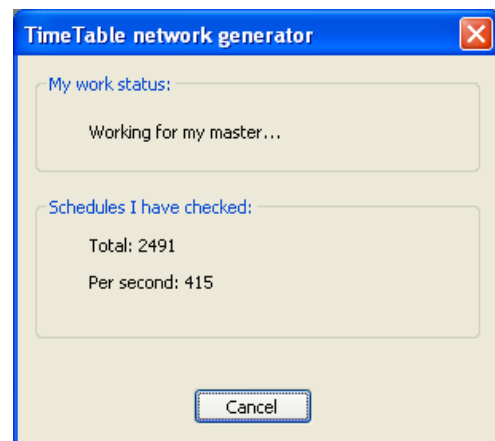 TimeTable network generator
My work status:
Working for my master...
Schedules I have checked:
Total: 2491
Per second: 415
Cancel